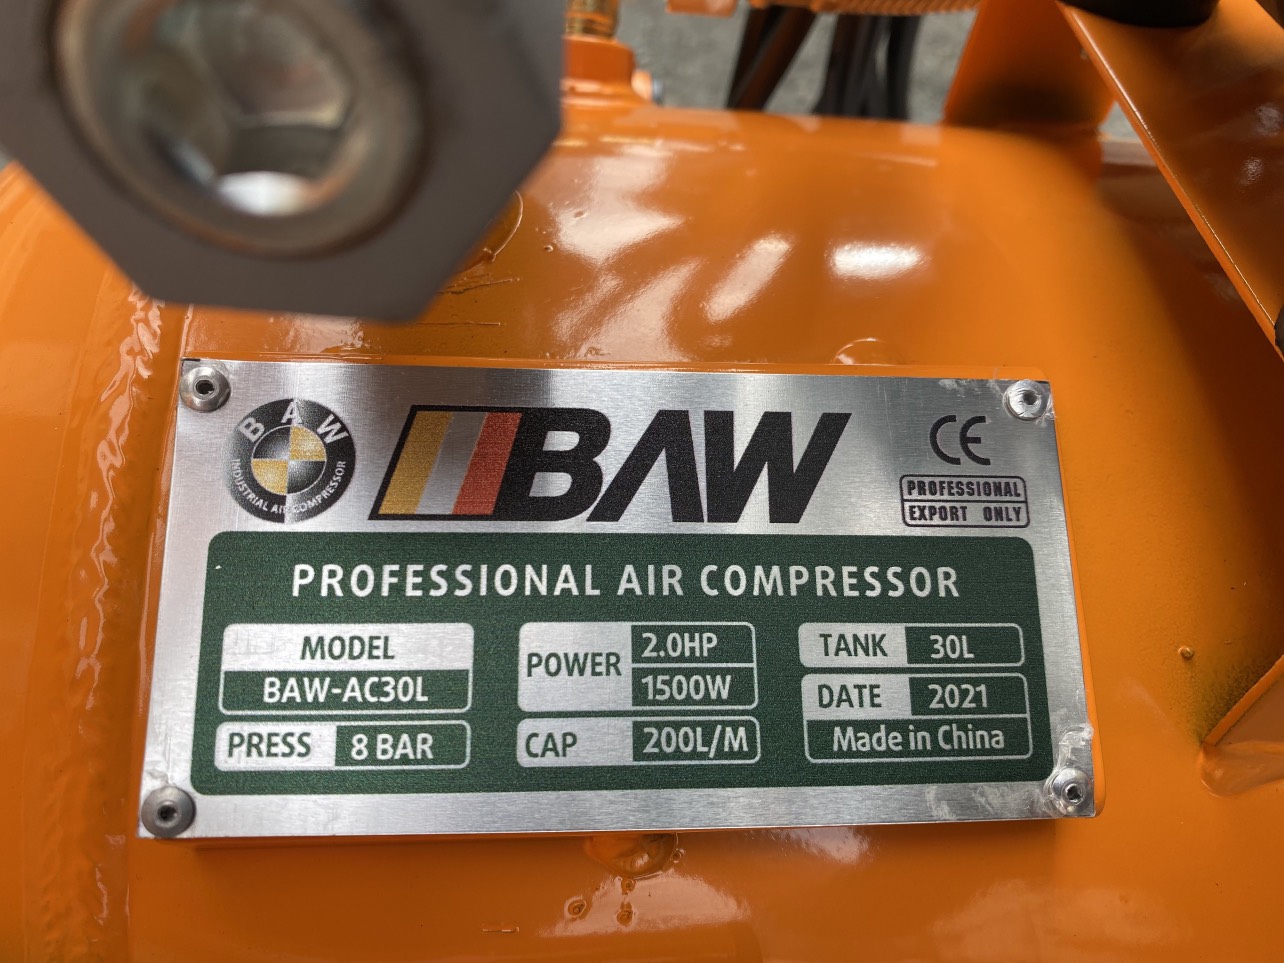 BAW
INDUSTRIAL AIR COMPRESSOR
BAW
CE
PROFESSIONAL
EXPORT ONLY
PROFESSIONAL AIR COMPRESSOR
MODEL
BAW-AC30L
PRESS 8 BAR
POWER 2.0HP
1500W
CAP 200L/M
TANK 30L
DATE 2021
Made in China